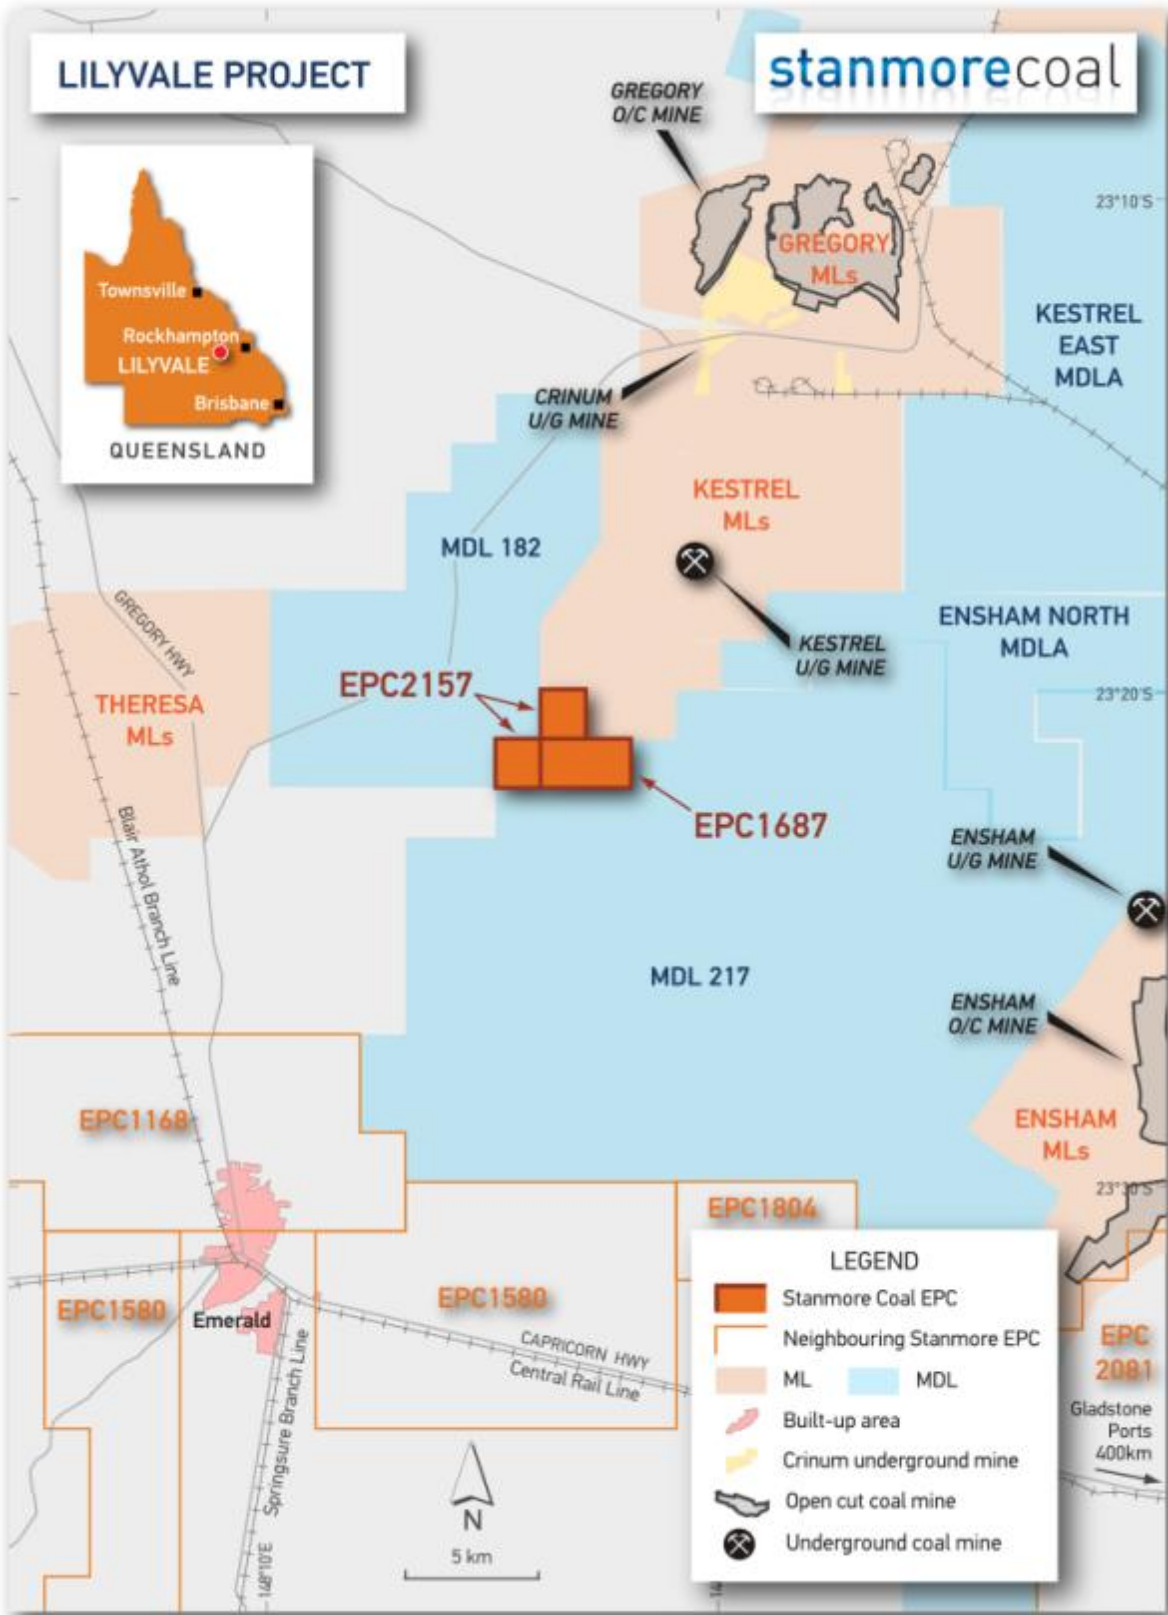 LILYVALE PROJECT
stanmorecoal
GREGORY
O/C MINE
Townsville
Rockhampton
LILYVALE
Brisbane
QUEENSLAND
23°10'S
GREGORY
MLs
KESTREL
EAST
MDLA
CRINUM
U/G MINE
KESTREL
MLs
MDL 182
GREGORY HWY
ENSHAM NORTH
MDLA
KESTREL
U/G MINE
EPC2157
23°20'S
THERESA
MLs
EPC1687
Blair Athol Branch Line
ENSHAM
U/G MINE
MDL 217
ENSHAM
O/C MINE
EPC1168
ENSHAM
MLs
23°30'S
EPC1804
EPC1580
EPC1580
Emerald
CAPRICORN HWY
Central Rail Line
Springsure Branch Line
EPC
2081
Gladstone
Ports
400km
LEGEND
Stanmore Coal EPC
Neighbouring Stanmore EPC
ML
MDL
Built-up area
Crinum underground mine
Open cut coal mine
Underground coal mine
N
5 km
148°10'E